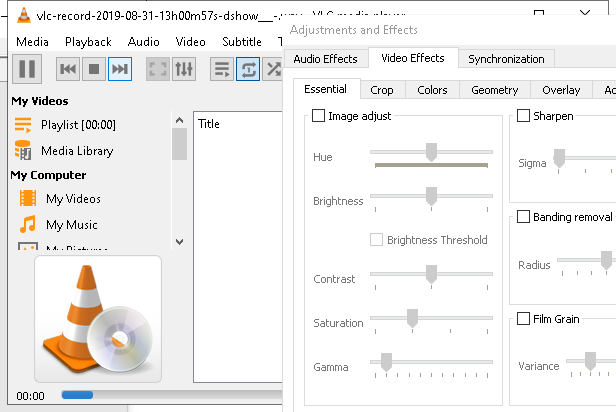 vlc-record-2019-08-31-13h00m57s-dshow___-
VLC media player
Adjustments and Effects
Media Playback Audio Video Subtitle
Audio Effects Video Effects Synchronization
Essential Crop Colors Geometry Overlay
My Videos
Playlist [00:00]
Media Library
My Computer
My Videos
My Music
My Pictures
Title
Image adjust
Hue
Brightness
Brightness Threshold
Contrast
Saturation
Gamma
Sharpen
Sigma
Banding removal
Radius
Film Grain
Variance
00:00